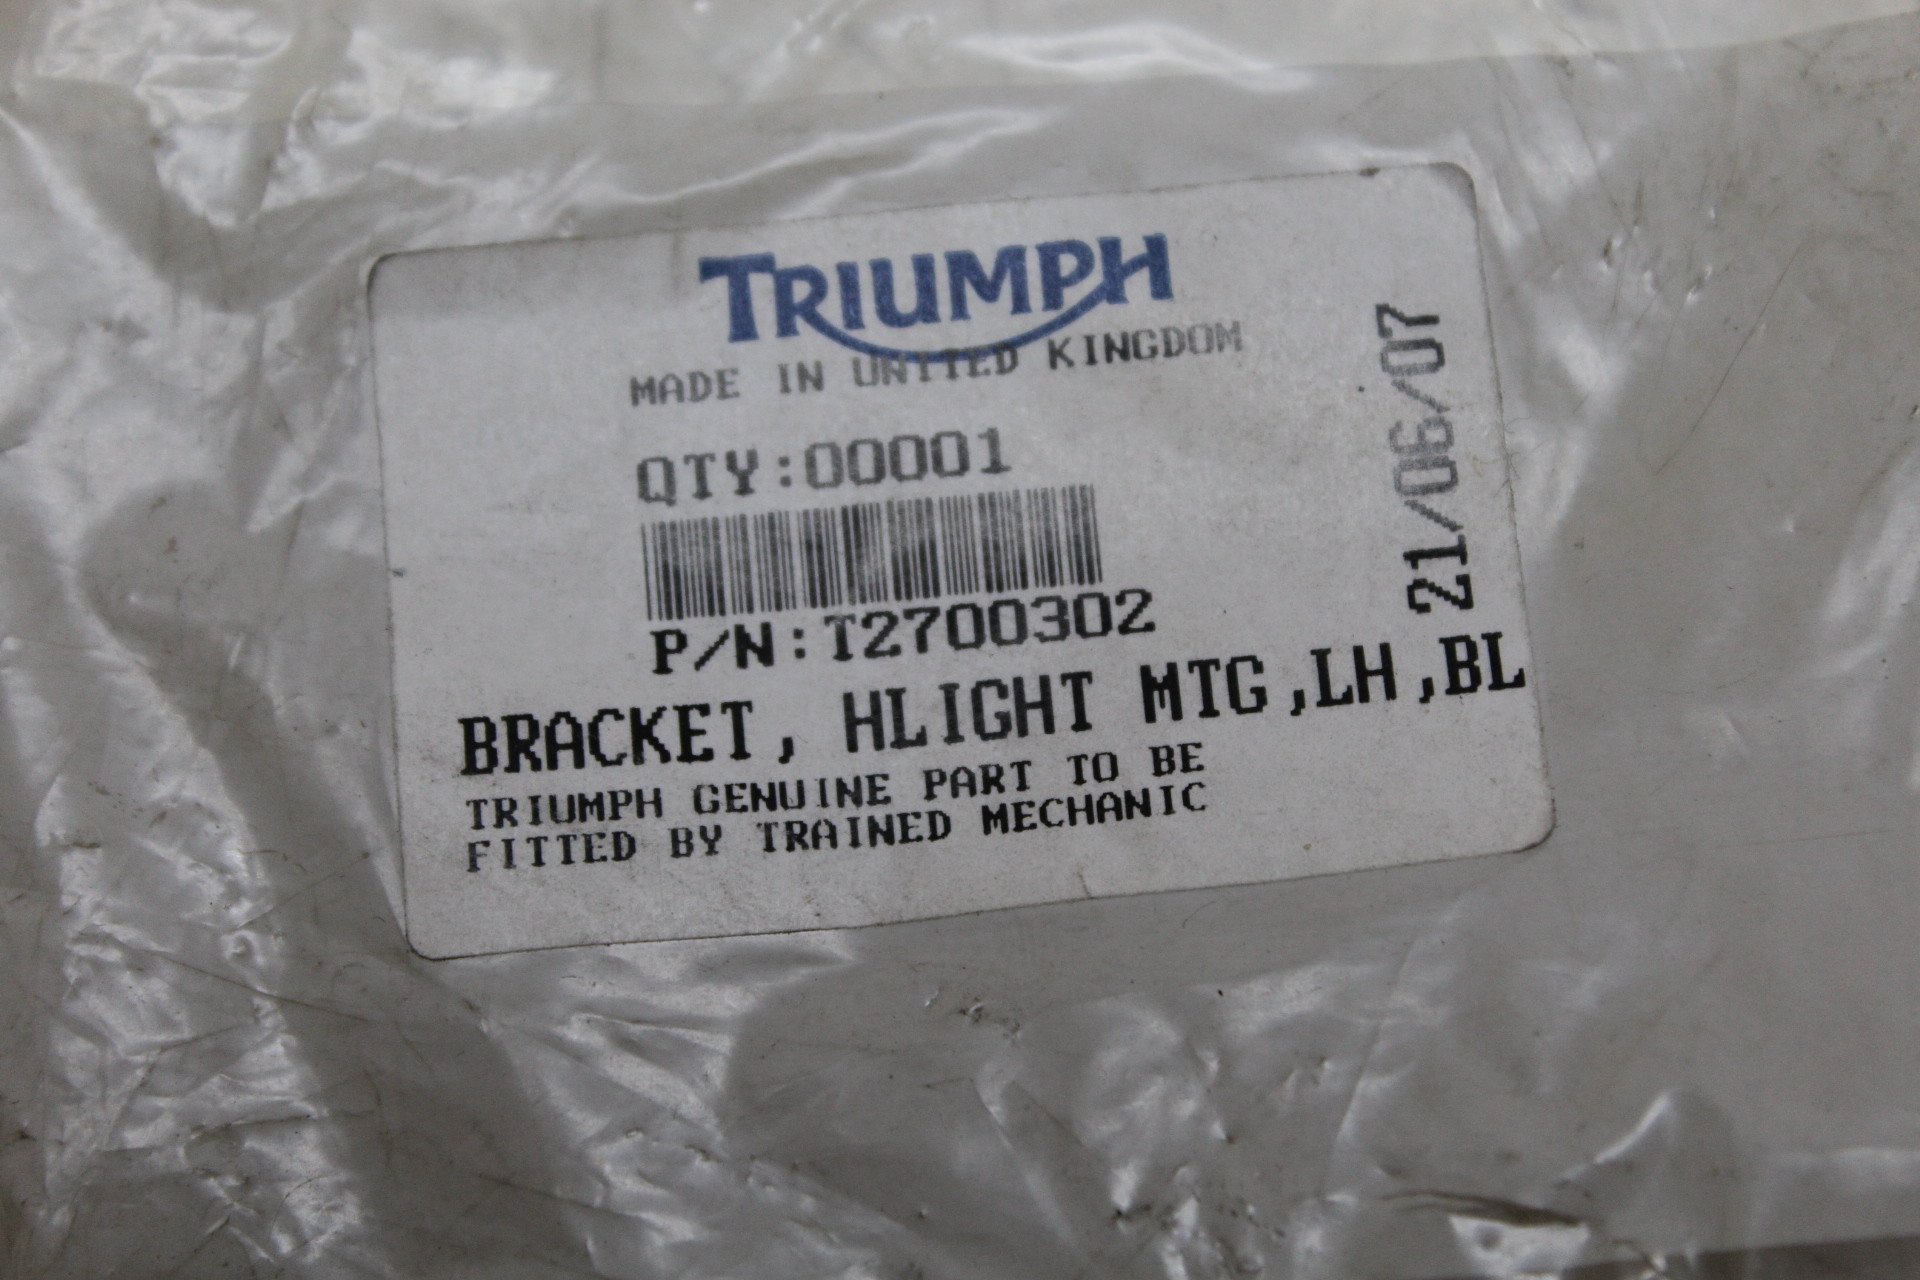 TRIUMPH
MADE IN UNITED KINGDOM
QTY:00001
P/N:T2700302
BRACKET, HLIGHT MTG,LH,BL
TRIUMPH GENUINE PART TO BE
FITTED BY TRAINED MECHANIC
21/06/07